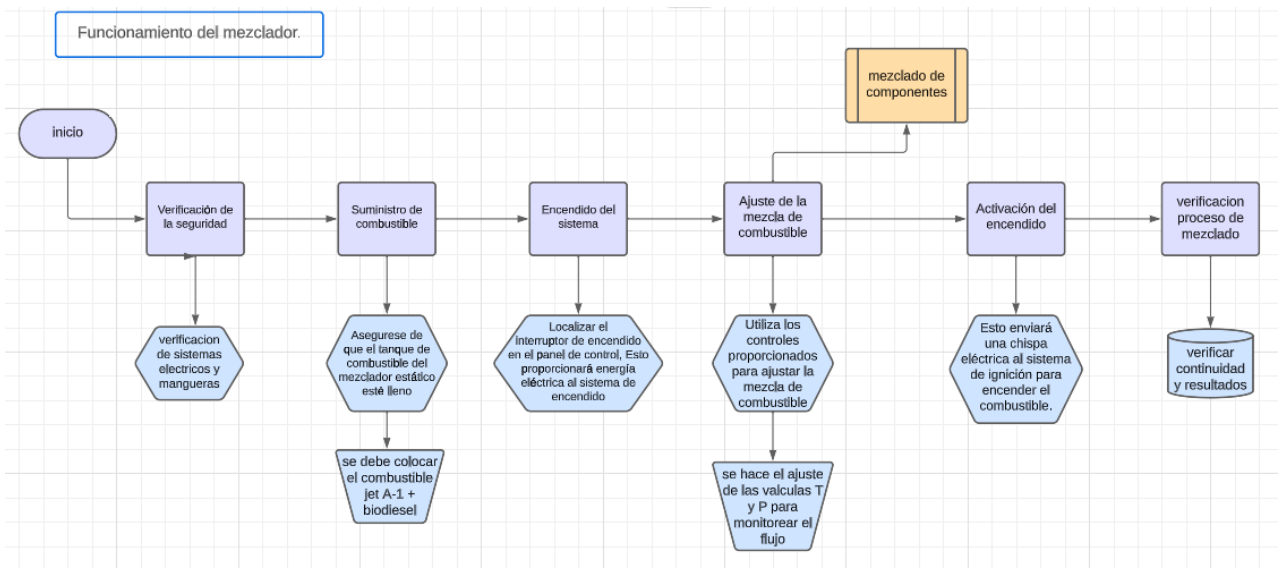 Funcionamiento del mezclador.
mezclado de
componentes
inicio
Verificación de
la seguridad
Suministro de
combustible
Encendido del
sistema
Ajuste de la
mezcla de
combustible
Activación del
encendido
verificacion
proceso de
mezclado
verificacion
de sistemas
electricos y
mangueras
Asegurese de
que el tanque de
combustible del
mezclador estático
esté lleno
Localizar el
interruptor de encendido
en el panel de control, Esto
proporcionará energía
eléctrica al sistema de
encendido
Utiliza los
controles
proporcionados
para ajustar la
mezcla de
combustible
Esto enviará
una chispa
eléctrica al sistema
de ignición para
encender el
combustible.
verificar
continuidad
y resultados
se debe colocar
el combustible
jet A-1 +
biodiesel
se hace el ajuste
de las valculas T
y P para
monitorear el
flujo